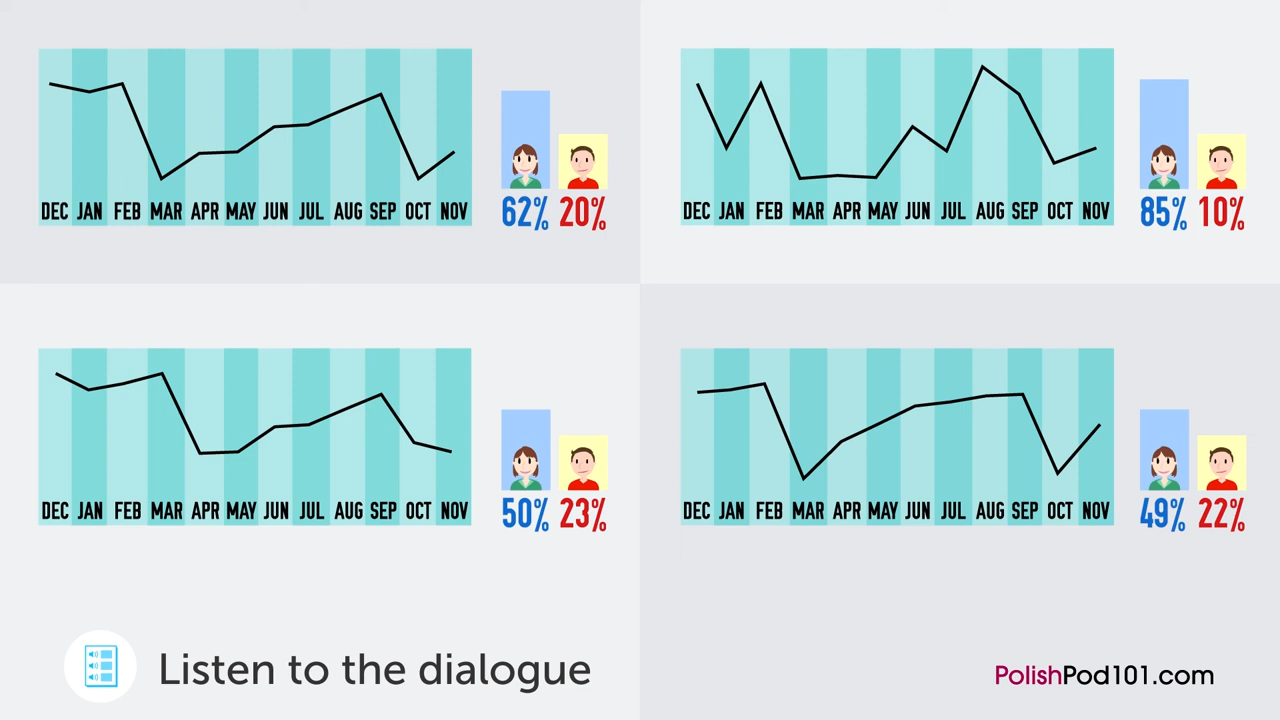 DEC JAN FEB MAR APR MAY JUN JUL AUG SEP OCT NOV
62% 20%
DEC JAN FEB MAR APR MAY JUN JUL AUG SEP OCT NOV
85% 10%
DEC JAN FEB MAR APR MAY JUN JUL AUG SEP OCT NOV
50% 23%
DEC JAN FEB MAR APR MAY JUN JUL AUG SEP OCT NOV
49% 22%
Listen to the dialogue
PolishPod101.com